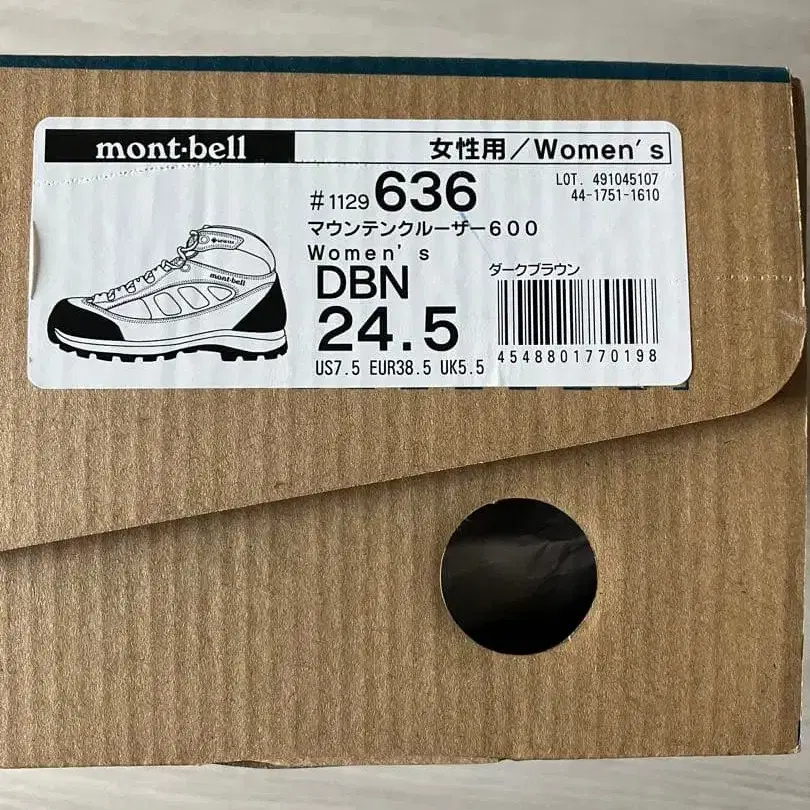 mont-bell
女性用/Women's
#1129 636
LOT. 491045107
44-1751-1610
マウンテンクルーザー600
Women's
DBN
ダークブラウン
24.5
US7.5 EUR38.5 UK5.5
4548801770198
mont-bell